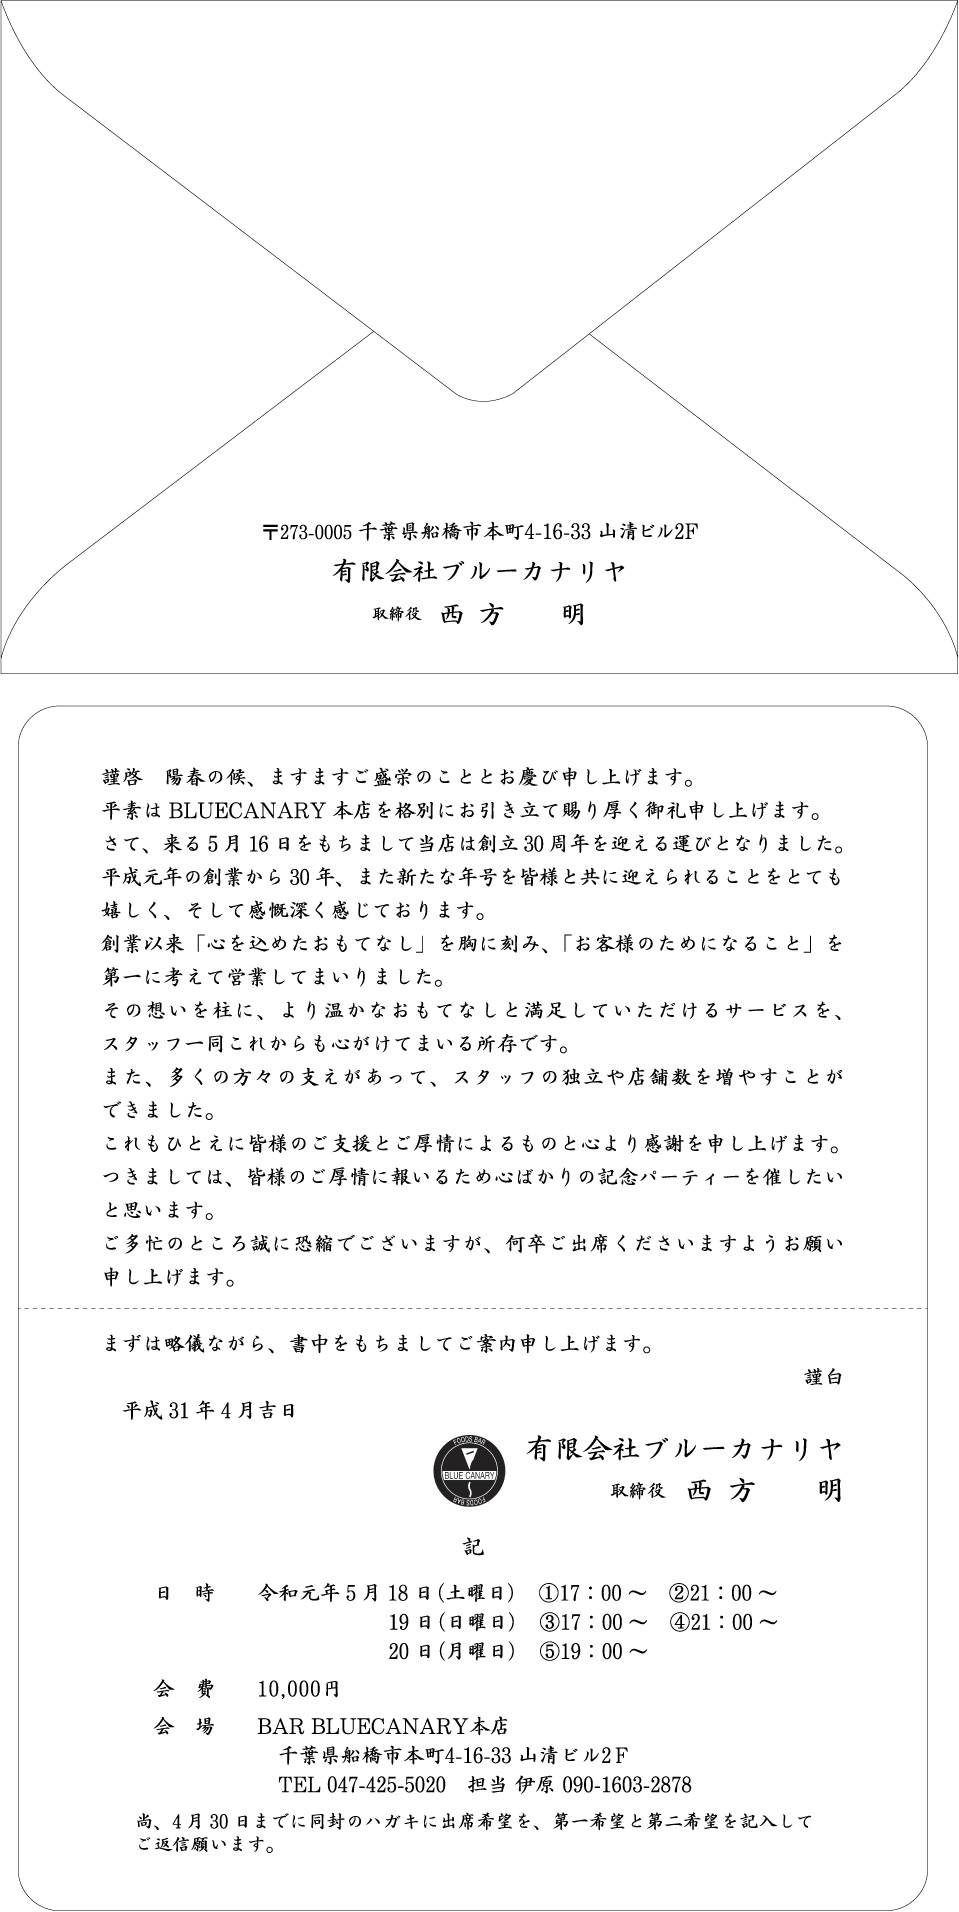 〒273-0005 千葉県船橋市本町4-16-33 山清ビル2F
有限会社ブルーカナリヤ
取締役 西方 明
謹啓 陽春の候、ますますご盛栄のこととお慶び申し上げます。
平素は BLUECANARY 本店を格別にお引き立て賜り厚く御礼申し上げます。
さて、来る5月16日をもちまして当店は創立30周年を迎える運びとなりました。
平成元年の創業から30年、また新たな年号を皆様と共に迎えられることをとても
嬉しく、そして感慨深く感じております。
創業以来「心を込めたおもてなし」を胸に刻み、「お客様のためになること」を
第一に考えて営業してまいりました。
その想いを柱に、より温かなおもてなしと満足していただけるサービスを、
スタッフ一同これからも心がけてまいる所存です。
また、多くの方々の支えがあって、スタッフの独立や店舗数を増やすことが
できました。
これもひとえに皆様のご支援とご厚情によるものと心より感謝を申し上げます。
つきましては、皆様のご厚情に報いるため心ばかりの記念パーティーを催したい
と思います。
ご多忙のところ誠に恐縮でございますが、何卒ご出席くださいますようお願い
申し上げます。
まずは略儀ながら、書中をもちましてご案内申し上げます。
謹白
平成31年4月吉日
FOODS BAR
BLUE CANARY
FOODS BAR
有限会社ブルーカナリヤ
取締役 西方 明
記
日時 令和元年5月18日(土曜日) ①17：00～ ②21：00～
19日(日曜日) ③17：00～ ④21：00～
20日(月曜日) ⑤19：00～
会費 10,000円
会場 BAR BLUECANARY本店
千葉県船橋市本町4-16-33 山清ビル2F
TEL 047-425-5020 担当 伊原 090-1603-2878
尚、4月30日までに同封のハガキに出席希望を、第一希望と第二希望を記入して
ご返信願います。